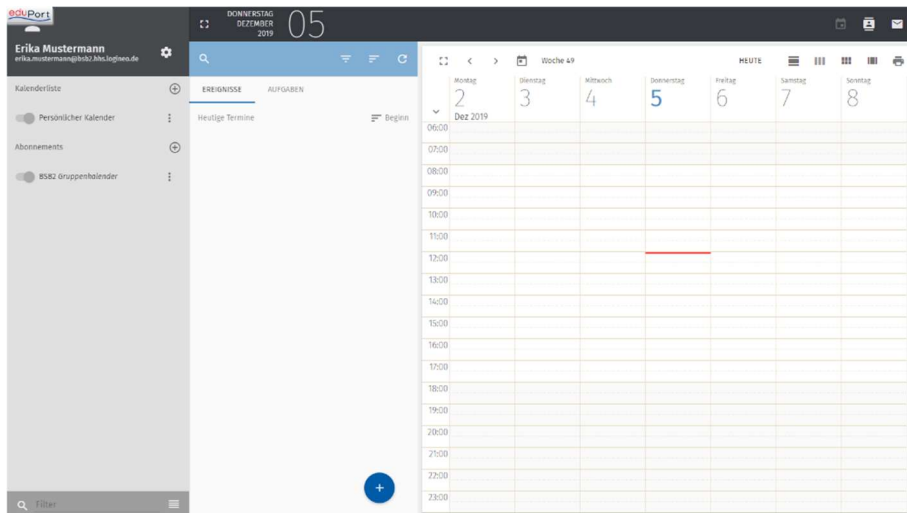 eduPort
Erika Mustermann
erika.mustermann@bsb2.hhs.logineo.de
Kalenderliste
Persönlicher Kalender
Abonnements
BSB2 Gruppenkalender
Filter
DONNERSTAG
DEZEMBER
2019
05
EREIGNISSE AUFGABEN
Heutige Termine Beginn
Woche 49 HEUTE
Montag Dienstag Mittwoch Donnerstag Freitag Samstag Sonntag
2 3 4 5 6 7 8
Dez 2019
06:00
07:00
08:00
09:00
10:00
11:00
12:00
13:00
14:00
15:00
16:00
17:00
18:00
19:00
20:00
21:00
22:00
23:00